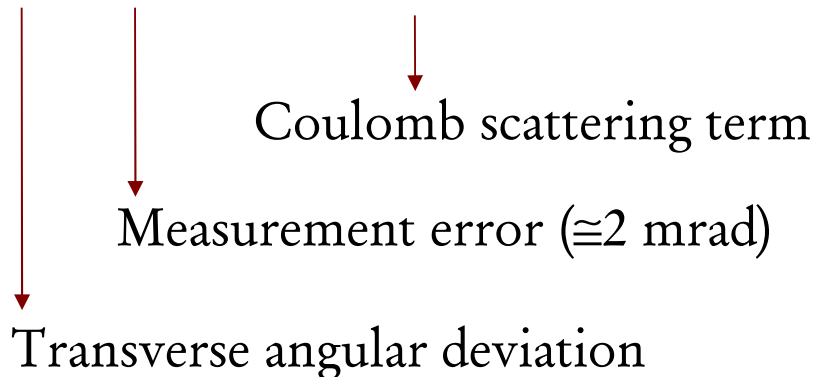 Coulomb scattering term
Measurement error (≅2 mrad)
Transverse angular deviation